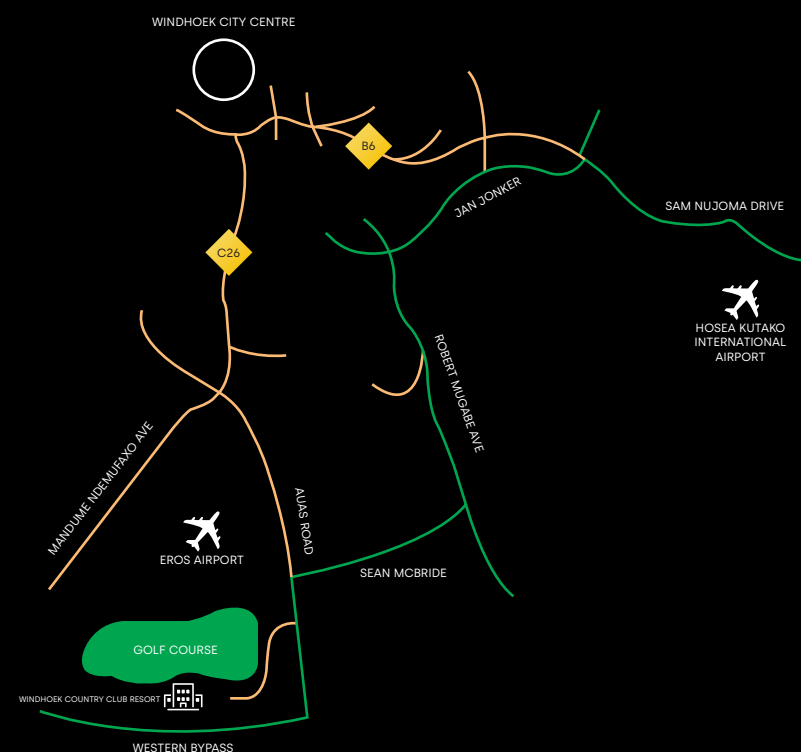 WINDHOEK CITY CENTRE
B6
JAN JONKER
SAM NUJOMA DRIVE
C26
HOSEA KUTAKO
INTERNATIONAL
AIRPORT
ROBERT MUGABE AVE
MANDUME NDEMUFAXO AVE
AUAS ROAD
EROS AIRPORT
SEAN MCBRIDE
GOLF COURSE
WINDHOEK COUNTRY CLUB RESORT
WESTERN BYPASS